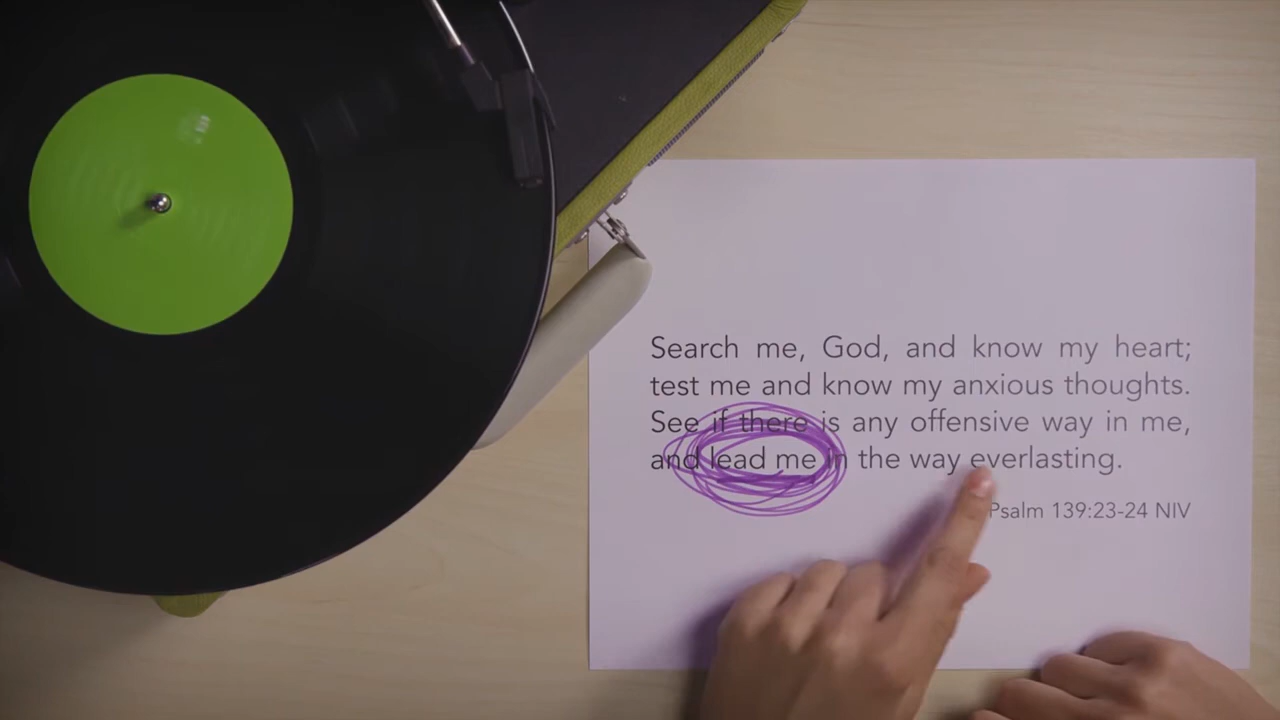 Search me, God, and know my heart;
test me and know my anxious thoughts.
See if there is any offensive way in me,
and lead me in the way everlasting.
Psalm 139:23-24 NIV